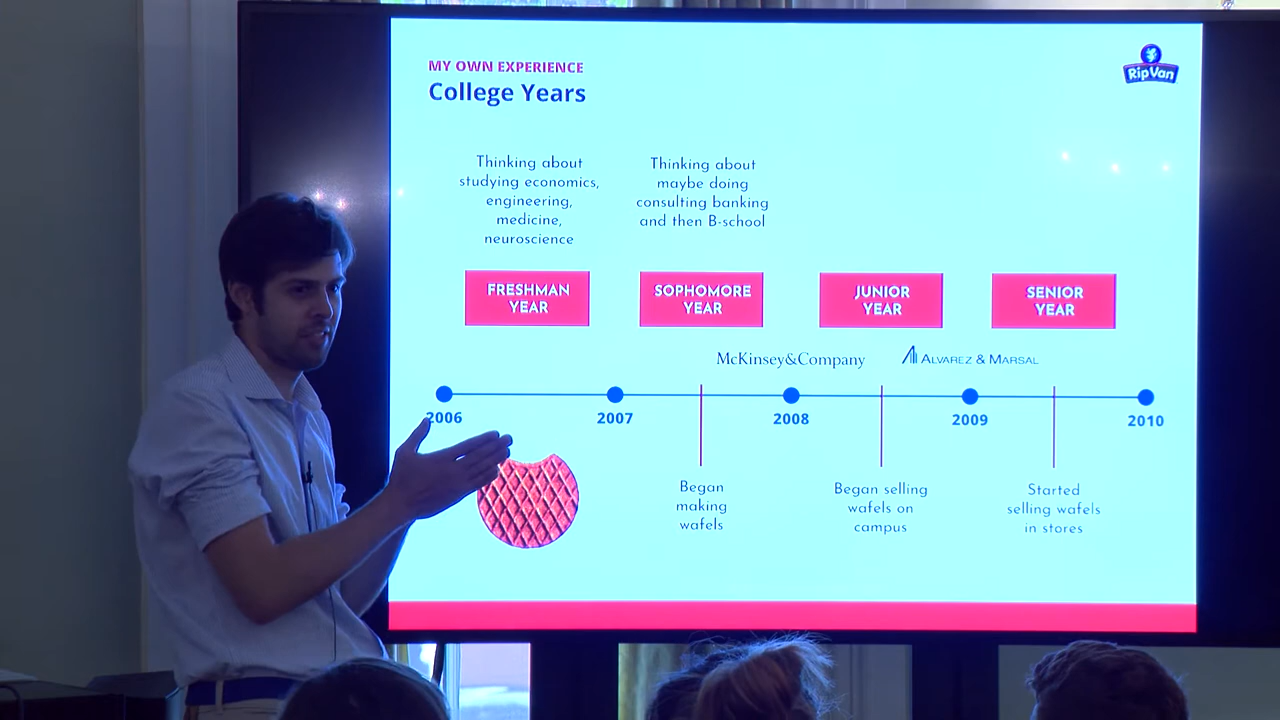 MY OWN EXPERIENCE
College Years
RipVan
Thinking about
studying economics,
engineering,
medicine,
neuroscience
Thinking about
maybe doing
consulting banking
and then B-school
FRESHMAN
YEAR
SOPHOMORE
YEAR
JUNIOR
YEAR
SENIOR
YEAR
McKinsey&Company
ALVAREZ & MARSAL
2006
2007
2008
2009
2010
Began
making
wafels
Began selling
wafels on
campus
Started
selling wafels
in stores